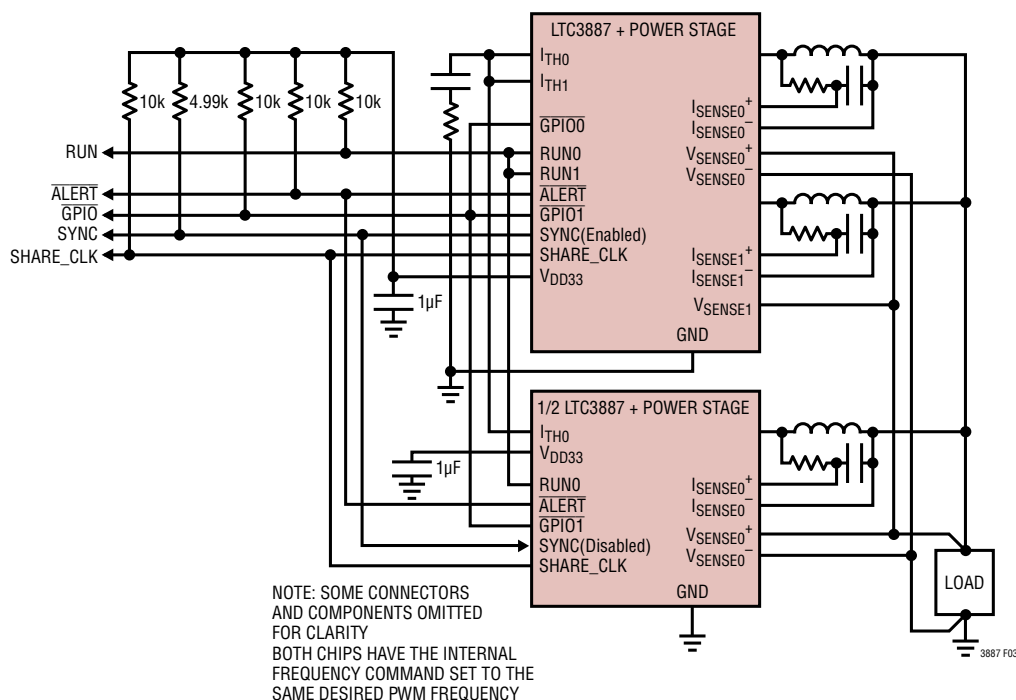 LTC3887 + POWER STAGE
ITH0
ITH1
GPIO0
RUN0
RUN1
ALERT
GPIO1
SYNC(Enabled)
SHARE_CLK
VDD33
ISENSE0+
ISENSE0–
VSENSE0+
VSENSE0–
ISENSE1+
ISENSE1–
VSENSE1
GND
10k
4.99k
10k
10k
10k
RUN
ALERT
GPIO
SYNC
SHARE_CLK
1µF
1/2 LTC3887 + POWER STAGE
ITH0
VDD33
RUN0
ALERT
GPIO1
SYNC(Disabled)
SHARE_CLK
ISENSE0+
ISENSE0–
VSENSE0+
VSENSE0–
GND
1µF
LOAD
NOTE: SOME CONNECTORS
AND COMPONENTS OMITTED
FOR CLARITY
BOTH CHIPS HAVE THE INTERNAL
FREQUENCY COMMAND SET TO THE
SAME DESIRED PWM FREQUENCY
3887 F03